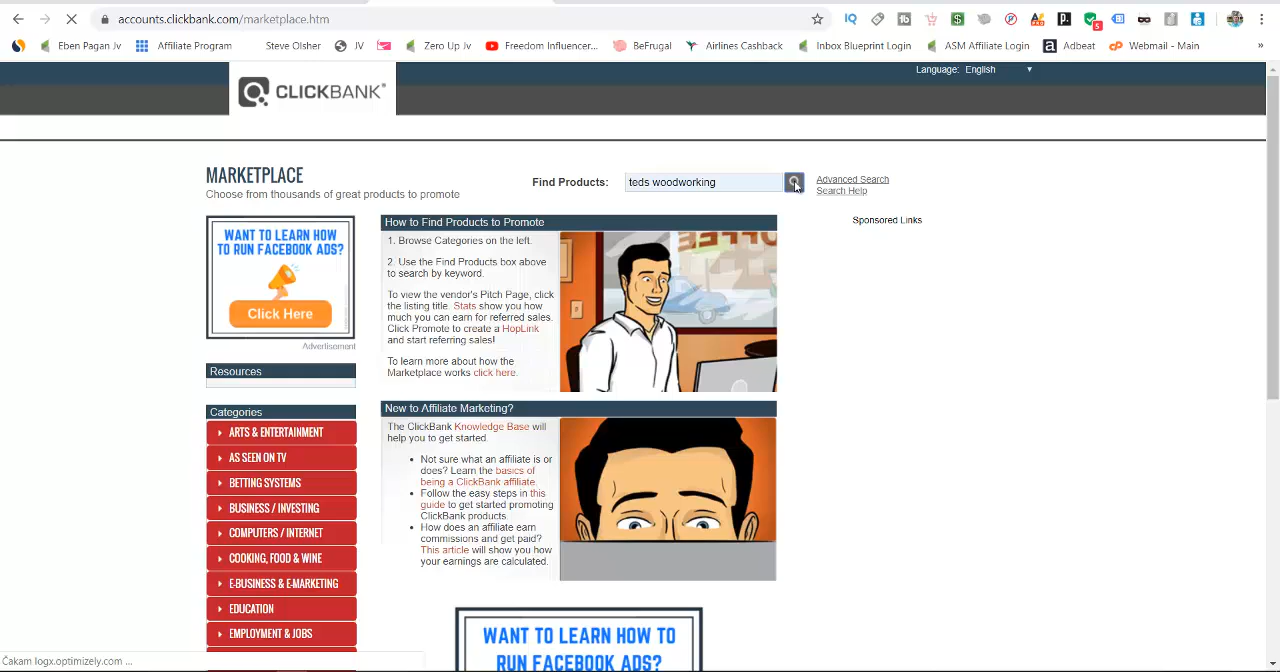 accounts.clickbank.com/marketplace.htm
Eben Pagan Jv
Affiliate Program
Steve Olsher
JV
Zero Up Jv
Freedom Influencer...
BeFrugal
Airlines Cashback
Inbox Blueprint Login
ASM Affiliate Login
Adbeat
Webmail - Main
»
Language: English
CLICKBANK®
MARKETPLACE
Choose from thousands of great products to promote
Find Products: teds woodworking
Advanced Search
Search Help
WANT TO LEARN HOW
TO RUN FACEBOOK ADS?
Click Here
Advertisement
Resources
Categories
ARTS & ENTERTAINMENT
AS SEEN ON TV
BETTING SYSTEMS
BUSINESS / INVESTING
COMPUTERS / INTERNET
COOKING, FOOD & WINE
E-BUSINESS & E-MARKETING
EDUCATION
EMPLOYMENT & JOBS
How to Find Products to Promote
1. Browse Categories on the left.
2. Use the Find Products box above
to search by keyword.
To view the vendor's Pitch Page, click
the listing title. Stats show you how
much you can earn for referred sales.
Click Promote to create a HopLink
and start referring sales!
To learn more about how the
Marketplace works click here.
New to Affiliate Marketing?
The ClickBank Knowledge Base will
help you to get started.
Not sure what an affiliate is or
does? Learn the basics of
being a ClickBank affiliate.
Follow the easy steps in this
guide to get started promoting
ClickBank products.
How does an affiliate earn
commissions and get paid?
This article will show you how
your earnings are calculated.
Sponsored Links
WANT TO LEARN HOW TO
RUN FACEBOOK ADS?
Čakam logx.optimizely.com ...